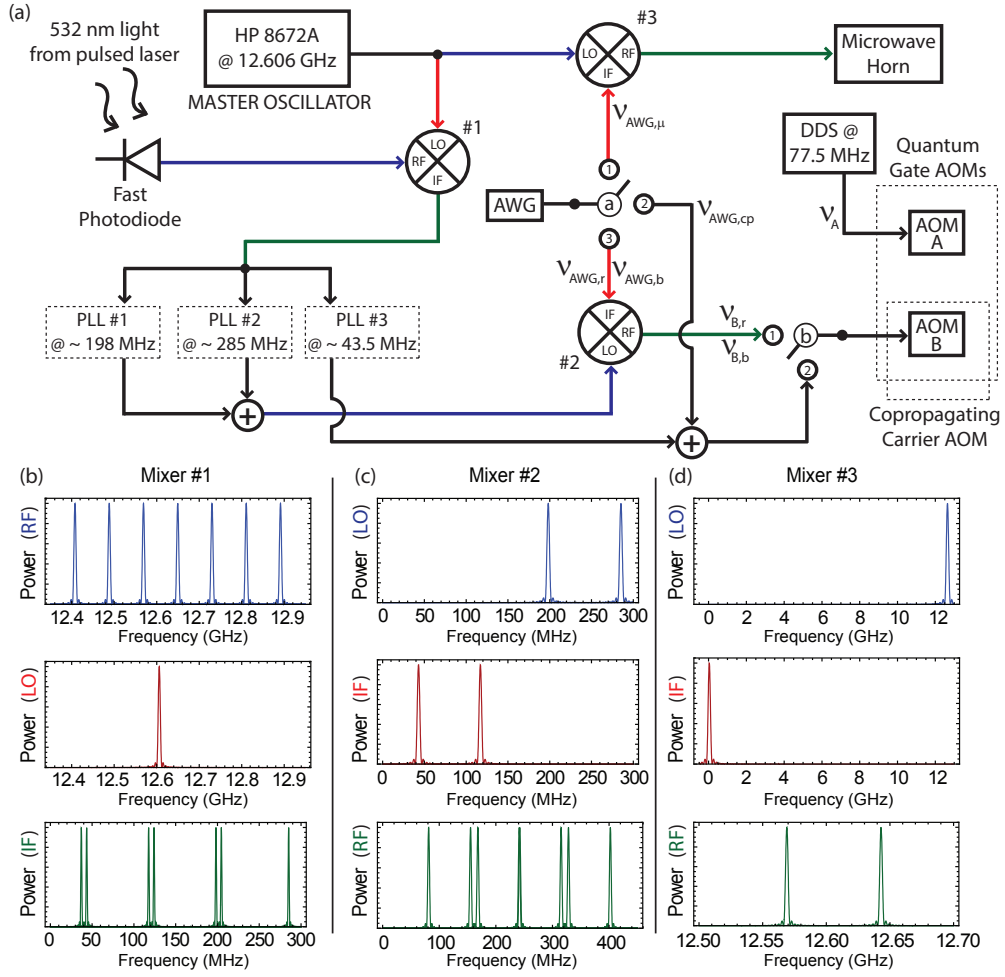 (a)
532 nm light
from pulsed laser
HP 8672A
@ 12.606 GHz
MASTER OSCILLATOR
#3
LO
RF
IF
Microwave
Horn
#1
LO
RF
IF
Fast
Photodiode
ν_AWG,μ
DDS @
77.5 MHz
Quantum
Gate AOMs
AWG
a
1
2
3
ν_AWG,cp
ν_A
AOM
A
ν_AWG,r
ν_AWG,b
PLL #1
@ ~ 198 MHz
PLL #2
@ ~ 285 MHz
PLL #3
@ ~ 43.5 MHz
IF
RF
LO
#2
ν_B,r
ν_B,b
1
b
2
AOM
B
+
+
Copropagating
Carrier AOM
(b)
Mixer #1
Power (RF)
12.4 12.5 12.6 12.7 12.8 12.9
Frequency (GHz)
Power (LO)
12.4 12.5 12.6 12.7 12.8 12.9
Frequency (GHz)
Power (IF)
0 50 100 150 200 250 300
Frequency (MHz)
(c)
Mixer #2
Power (LO)
0 50 100 150 200 250 300
Frequency (MHz)
Power (IF)
0 50 100 150 200 250 300
Frequency (MHz)
Power (RF)
0 100 200 300 400
Frequency (MHz)
(d)
Mixer #3
Power (LO)
0 2 4 6 8 10 12
Frequency (GHz)
Power (IF)
0 2 4 6 8 10 12
Frequency (GHz)
Power (RF)
12.50 12.55 12.60 12.65 12.70
Frequency (GHz)